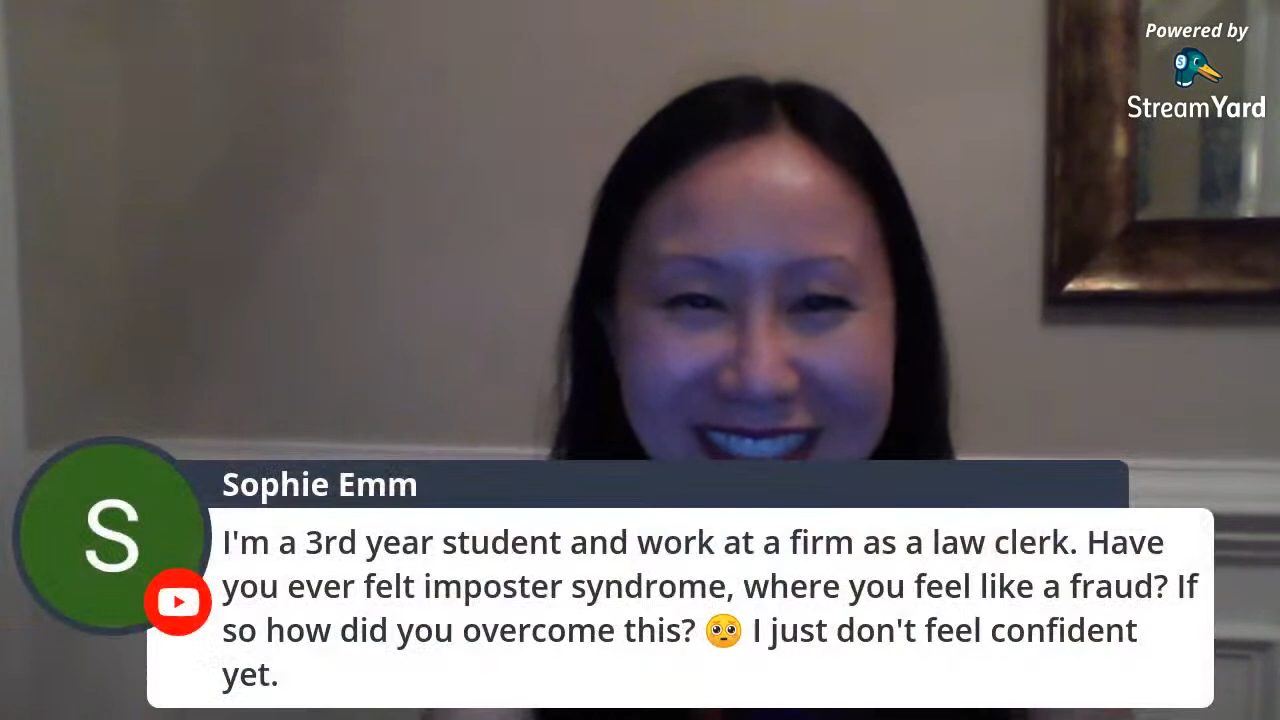 Powered by
StreamYard
Sophie Emm
S
I'm a 3rd year student and work at a firm as a law clerk. Have
you ever felt imposter syndrome, where you feel like a fraud? If
so how did you overcome this? 🥺 I just don't feel confident
yet.